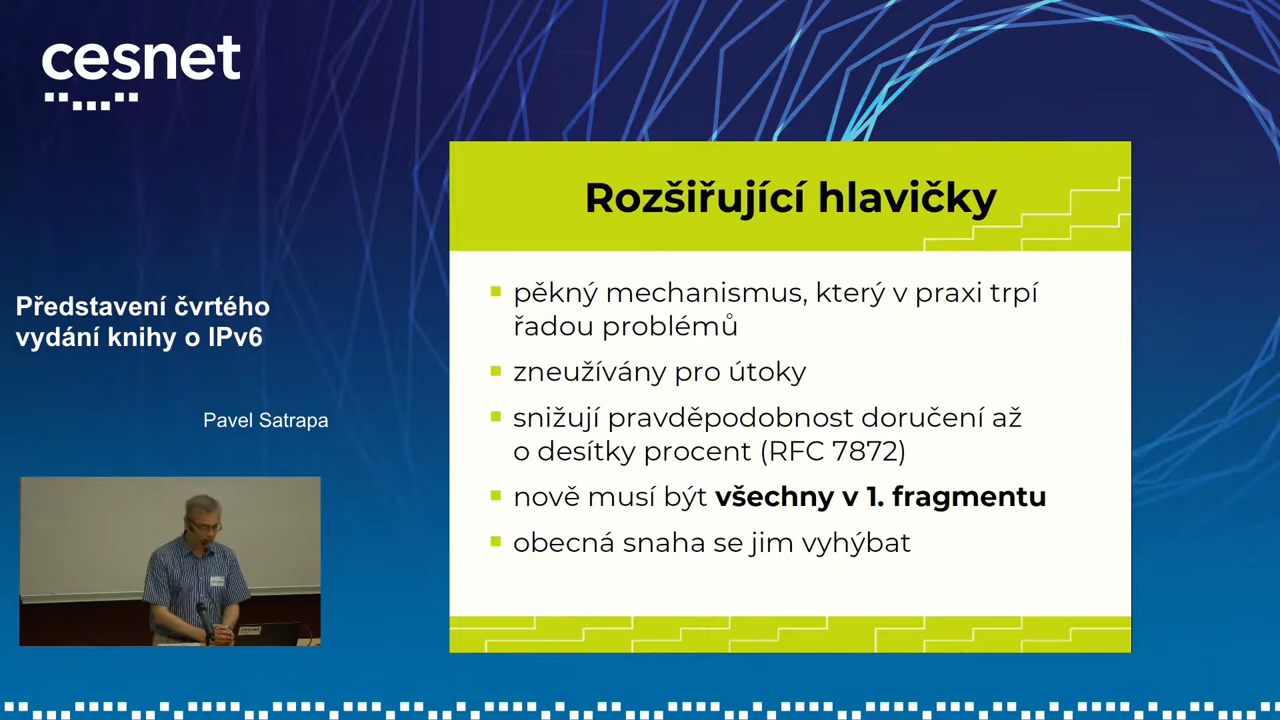 cesnet
Představení čtvrtého
vydání knihy o IPv6
Pavel Satrapa
Rozšiřující hlavičky
pěkný mechanismus, který v praxi trpí
řadou problémů
zneužívány pro útoky
snižují pravděpodobnost doručení až
o desítky procent (RFC 7872)
nově musí být všechny v 1. fragmentu
obecná snaha se jim vyhýbat